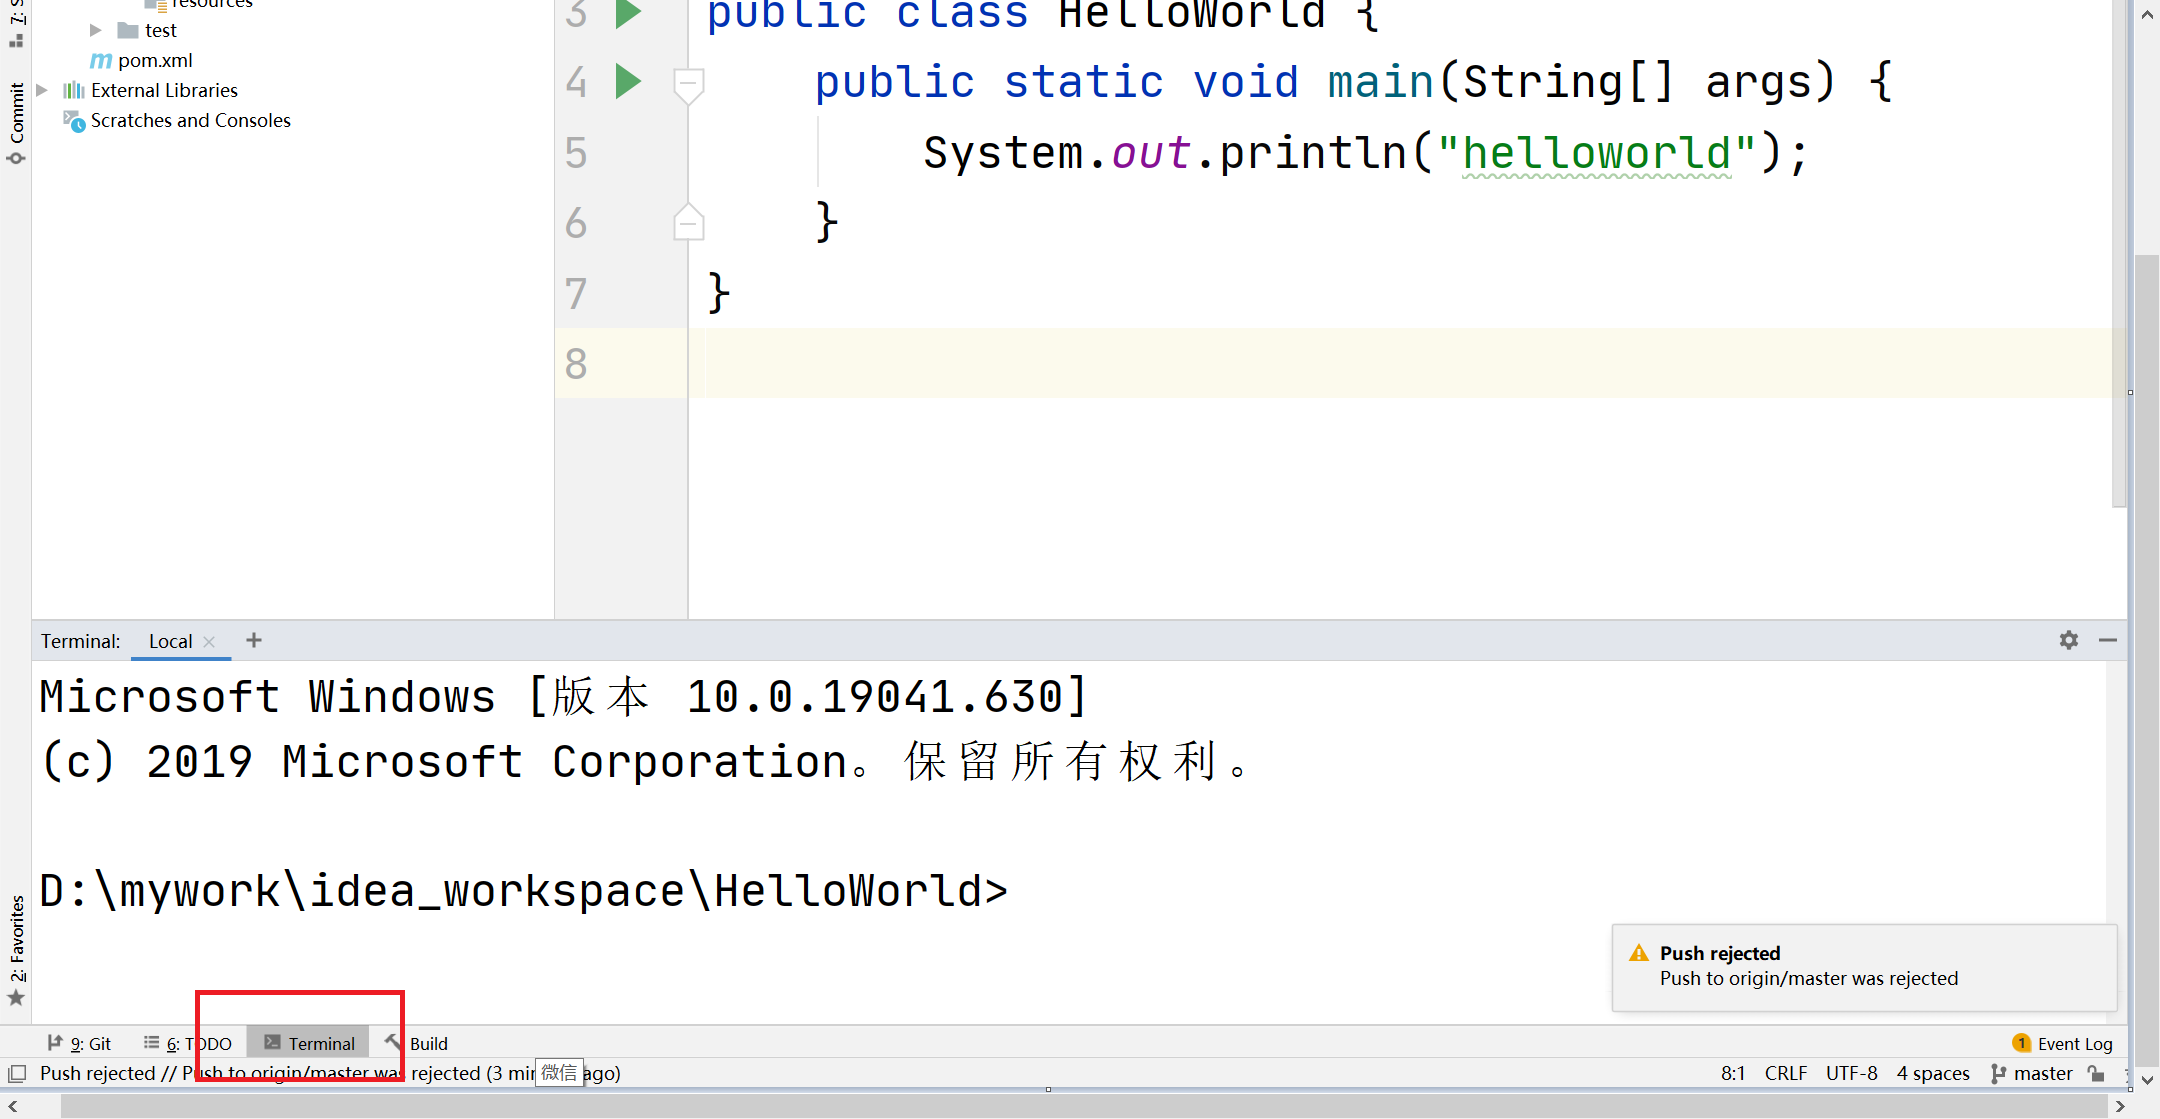 resources
test
pom.xml
External Libraries
Scratches and Consoles
Commit
2: Favorites
3 public class HelloWorld {
4 public static void main(String[] args) {
5 System.out.println("helloworld");
6 }
7 }
8
Terminal: Local
Microsoft Windows [版本 10.0.19041.630]
(c) 2019 Microsoft Corporation。保留所有权利。
D:\mywork\idea_workspace\HelloWorld>
Push rejected
Push to origin/master was rejected
9: Git 6: TODO Terminal Build 1 Event Log
Push rejected // Push to origin/master was rejected (3 ago) 8:1 CRLF UTF-8 4 spaces master
微信